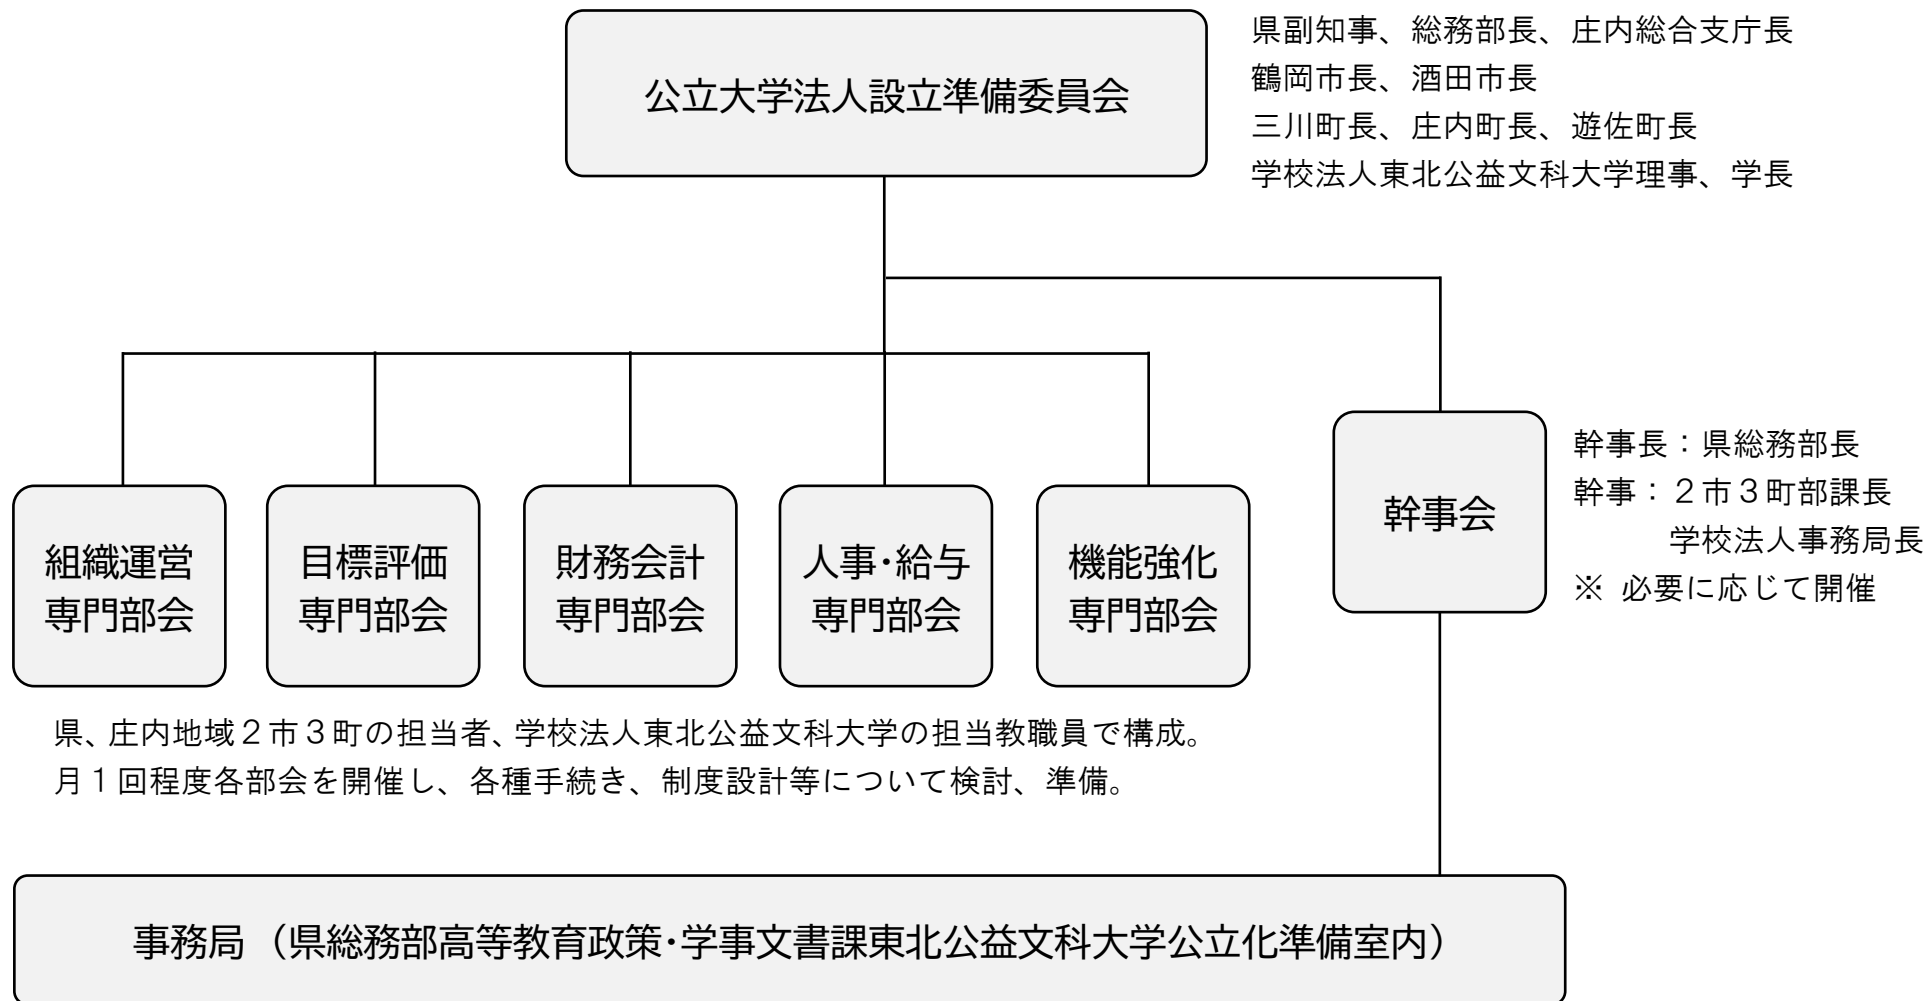 公立大学法人設立準備委員会
県副知事、総務部長、庄内総合支庁長
鶴岡市長、酒田市長
三川町長、庄内町長、遊佐町長
学校法人東北公益文科大学理事、学長
幹事会
幹事長：県総務部長
幹事：２市３町部課長
学校法人事務局長
※ 必要に応じて開催
組織運営
専門部会
目標評価
専門部会
財務会計
専門部会
人事・給与
専門部会
機能強化
専門部会
県、庄内地域２市３町の担当者、学校法人東北公益文科大学の担当教職員で構成。
月１回程度各部会を開催し、各種手続き、制度設計等について検討、準備。
事務局（県総務部高等教育政策・学事文書課東北公益文科大学公立化準備室内）